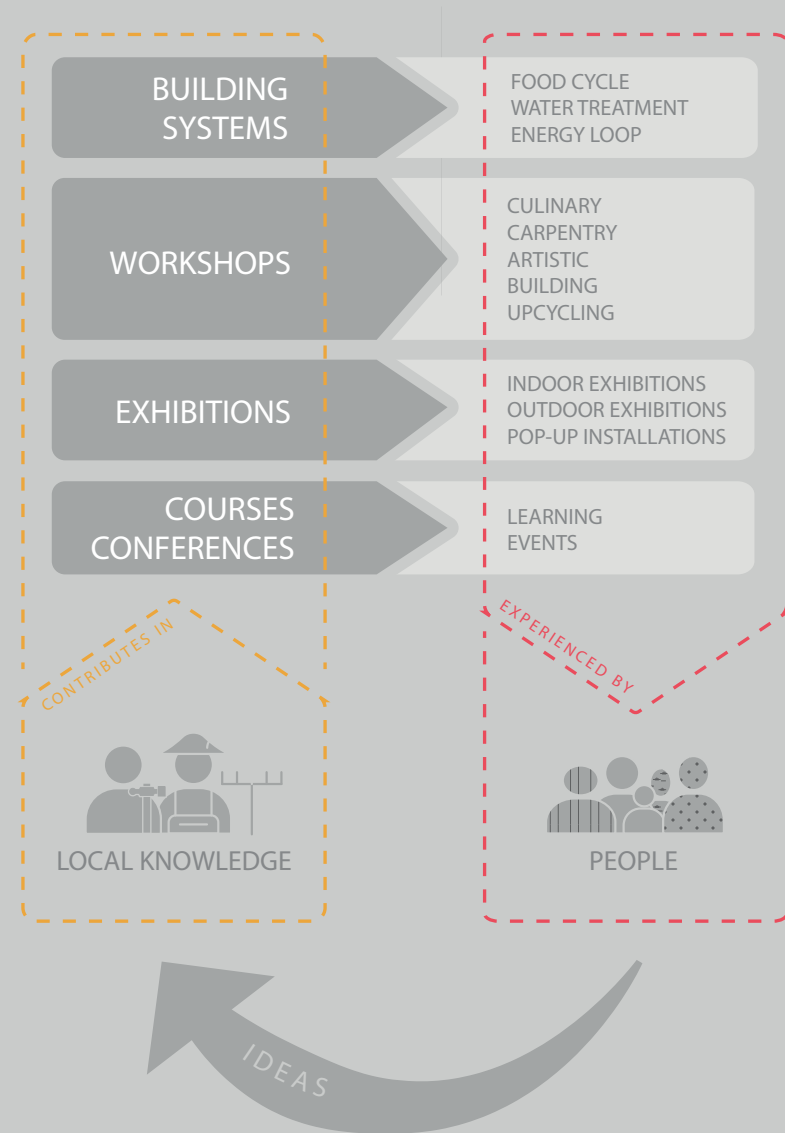 BUILDING
SYSTEMS
FOOD CYCLE
WATER TREATMENT
ENERGY LOOP
WORKSHOPS
CULINARY
CARPENTRY
ARTISTIC
BUILDING
UPCYCLING
EXHIBITIONS
INDOOR EXHIBITIONS
OUTDOOR EXHIBITIONS
POP-UP INSTALLATIONS
COURSES
CONFERENCES
LEARNING
EVENTS
CONTRIBUTES IN
EXPERIENCED BY
LOCAL KNOWLEDGE
PEOPLE
IDEAS